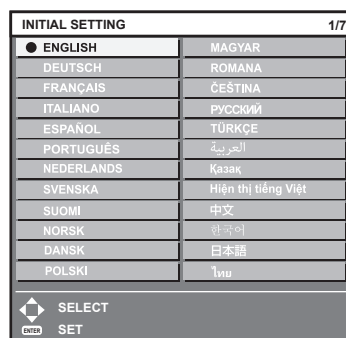 INITIAL SETTING 1/7
ENGLISH MAGYAR
DEUTSCH ROMANA
FRANÇAIS ČEŠTINA
ITALIANO РУССКИЙ
ESPAÑOL TÜRKÇE
PORTUGUÊS العربية
NEDERLANDS Қазақ
SVENSKA Hiện thị tiếng Việt
SUOMI 中文
NORSK 한국어
DANSK 日本語
POLSKI ไทย
SELECT
ENTER SET